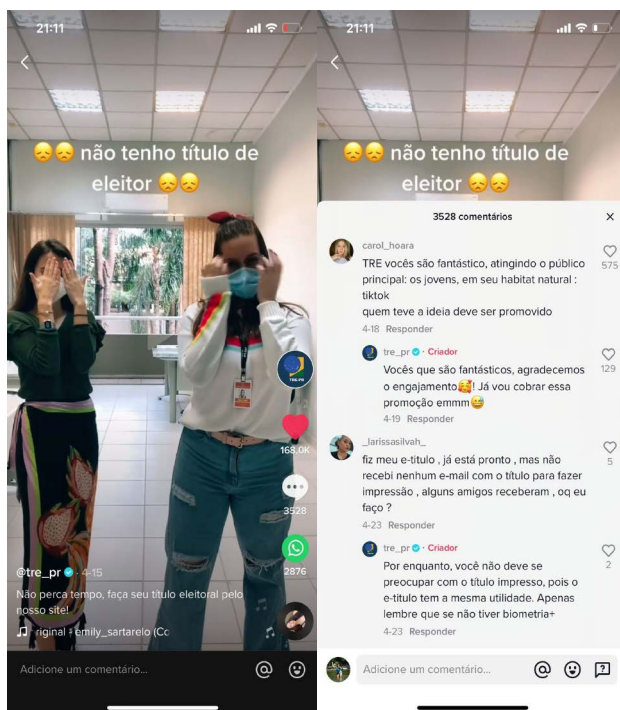 21:11
😞😞 não tenho título de
eleitor 😞😞
TRE-PR
168.0K
3528
2876
@tre_pr · 4-15
Não perca tempo, faça seu título eleitoral pelo
nosso site!
riginal - emily_sartarelo (Co
Adicione um comentário...
21:11
😞😞 não tenho título de
eleitor 😞😞
3528 comentários
carol_hoara
TRE vocês são fantástico, atingindo o público
principal: os jovens, em seu habitat natural :
tiktok
quem teve a ideia deve ser promovido
575
4-18 Responder
tre_pr · Criador
Vocês que são fantásticos, agradecemos
o engajamento🥰! Já vou cobrar essa
promoção emmm😅
129
4-19 Responder
_larissasilvah_
fiz meu e-titulo , já está pronto , mas não
recebi nenhum e-mail com o título para fazer
impressão , alguns amigos receberam , oq eu
faço ?
5
4-23 Responder
tre_pr · Criador
Por enquanto, você não deve se
preocupar com o título impresso, pois o
e-título tem a mesma utilidade. Apenas
lembre que se não tiver biometria+
2
4-23 Responder
Adicione um comentário...